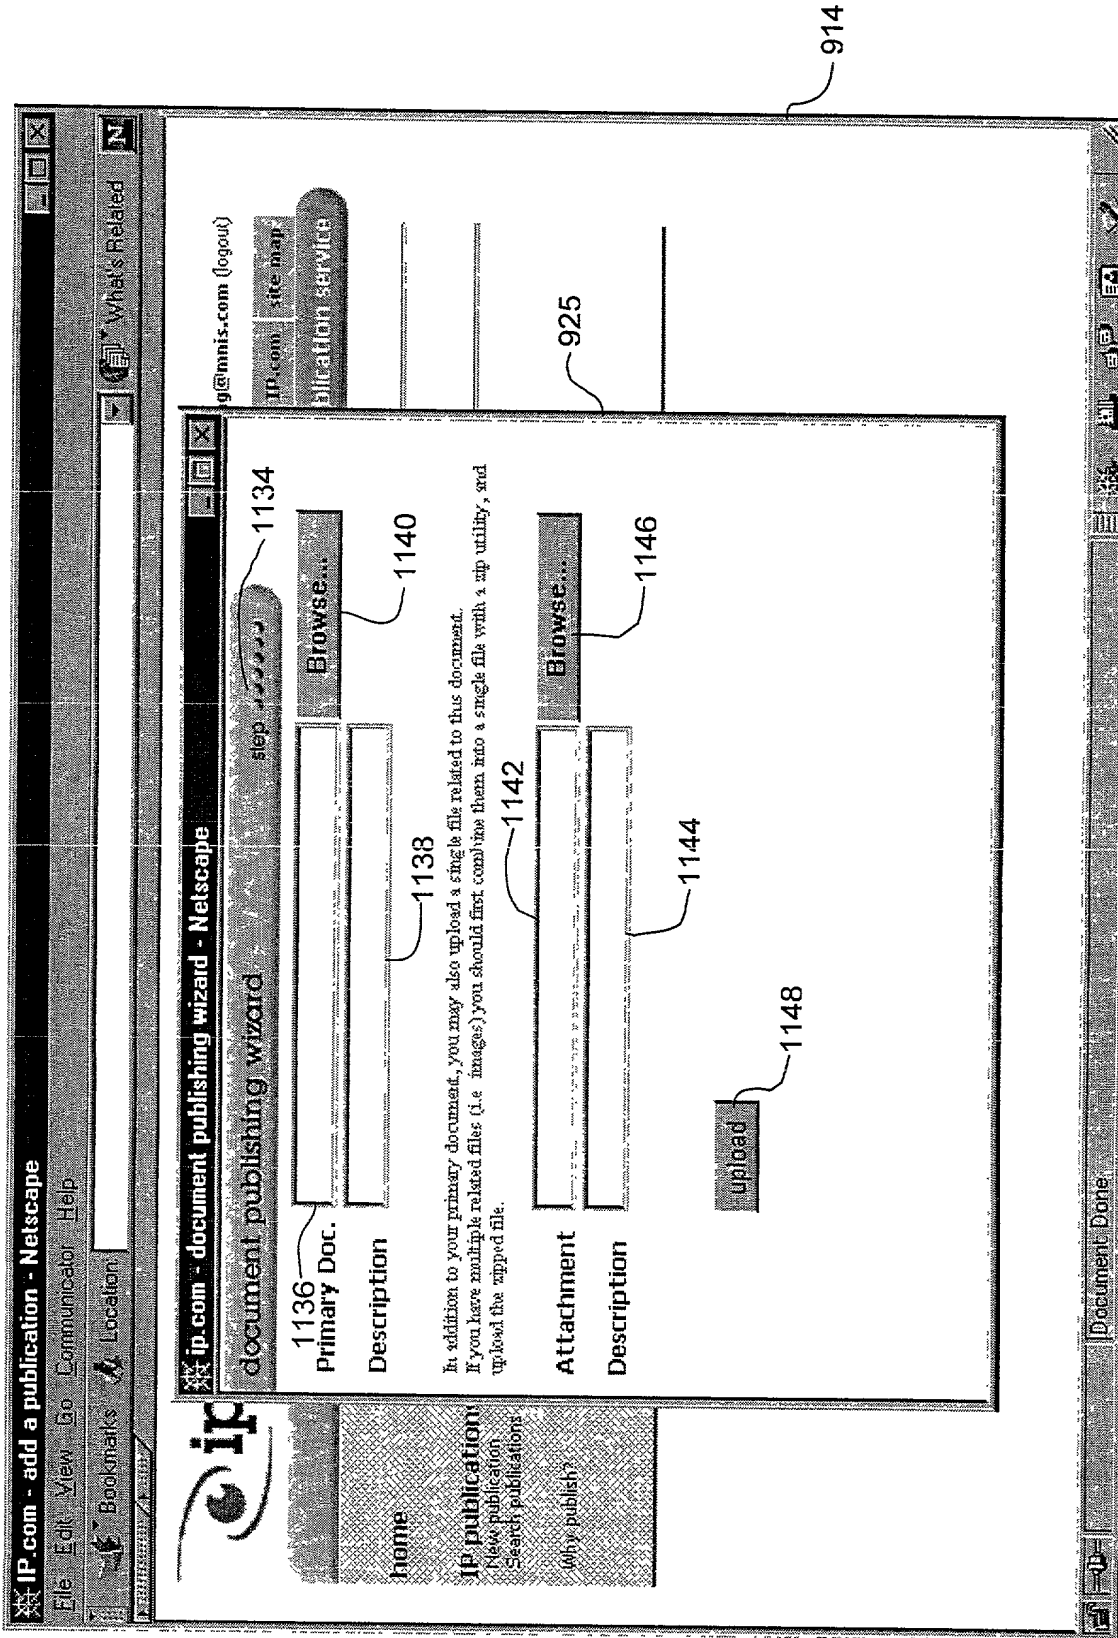 IP.com - add a publication - Netscape
File Edit View Go Communicator Help
Bookmarks Location: What's Related N
ip
g@mnis.com (logout)
IP.com site map
blication service
home
IP publication
New publication
Search publications
Why publish?
ip.com - document publishing wizard - Netscape
document publishing wizard step
1134
1136
Primary Doc. Browse...
1140
Description
1138
In addition to your primary document, you may also upload a single file related to this document.
If you have multiple related files (i.e images) you should first combine them into a single file with a zip utility, and
upload the zipped file.
1142
Attachment Browse...
Description
1146
1144
upload
1148
925
914
Document Done